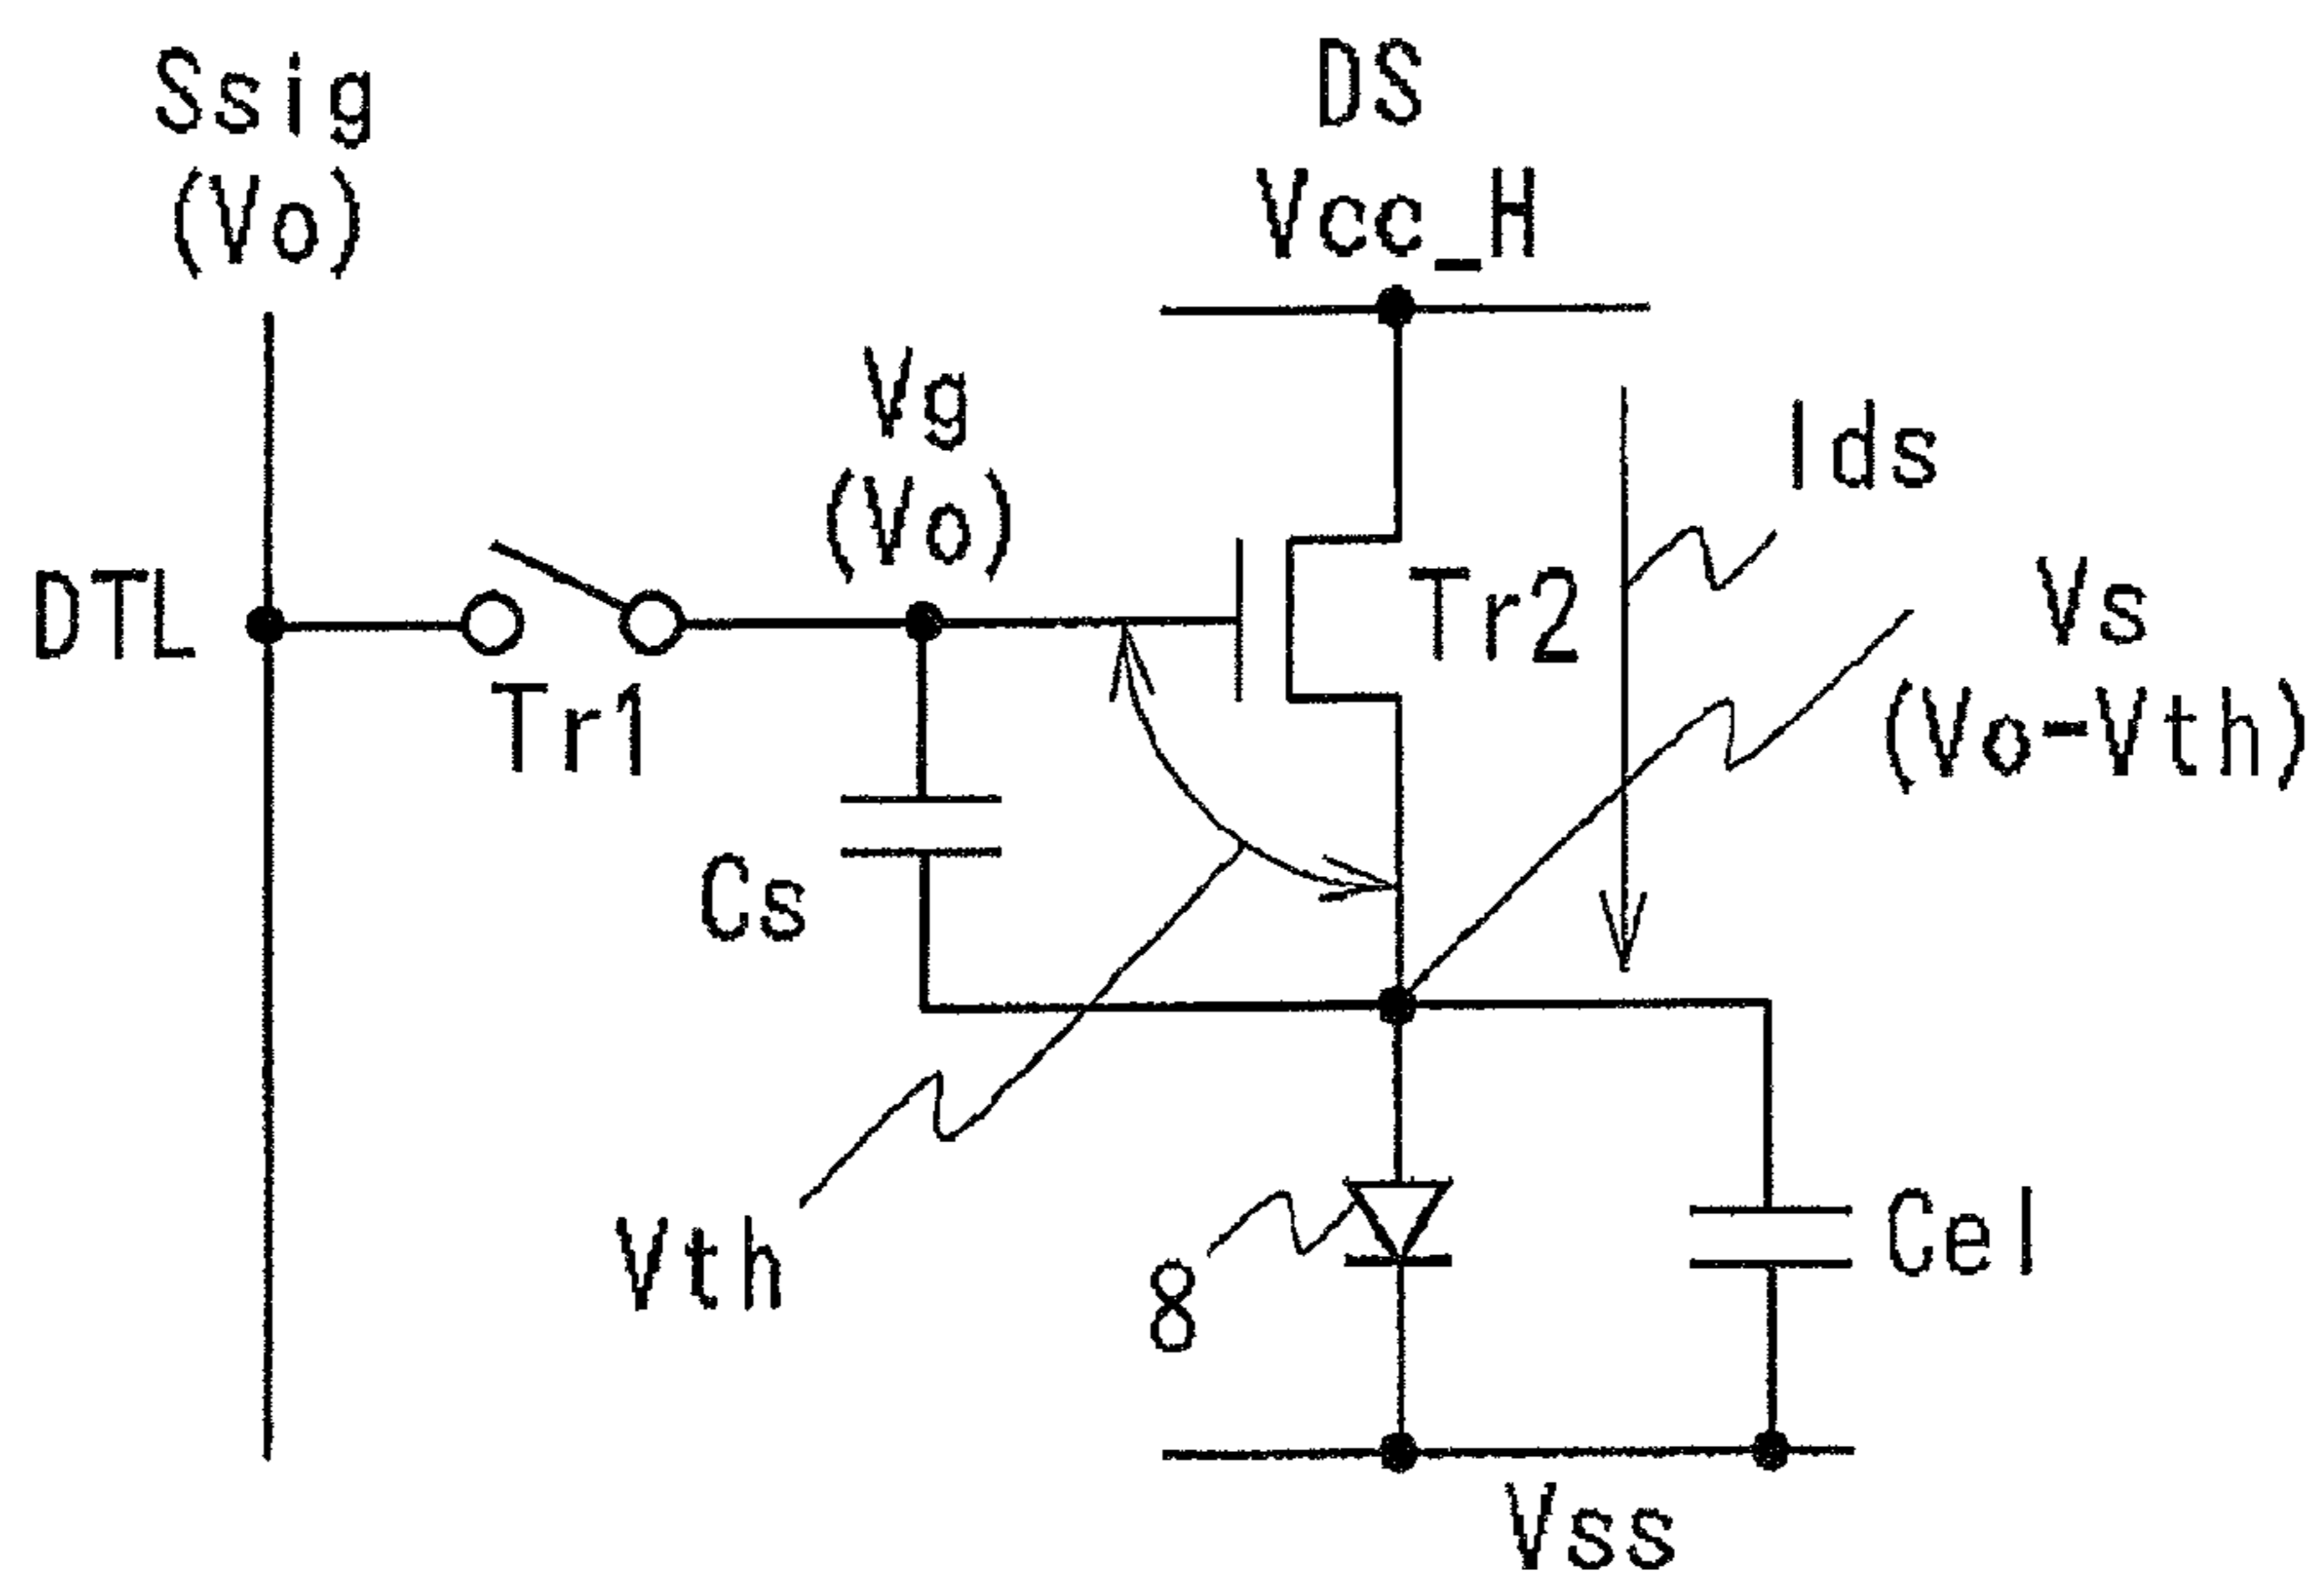 Ssig
(Vo)
DS
Vcc_H
Vg
(Vo)
Ids
DTL
Tr1
Tr2
Vs
(Vo-Vth)
Cs
Vth
8
Cel
Vss